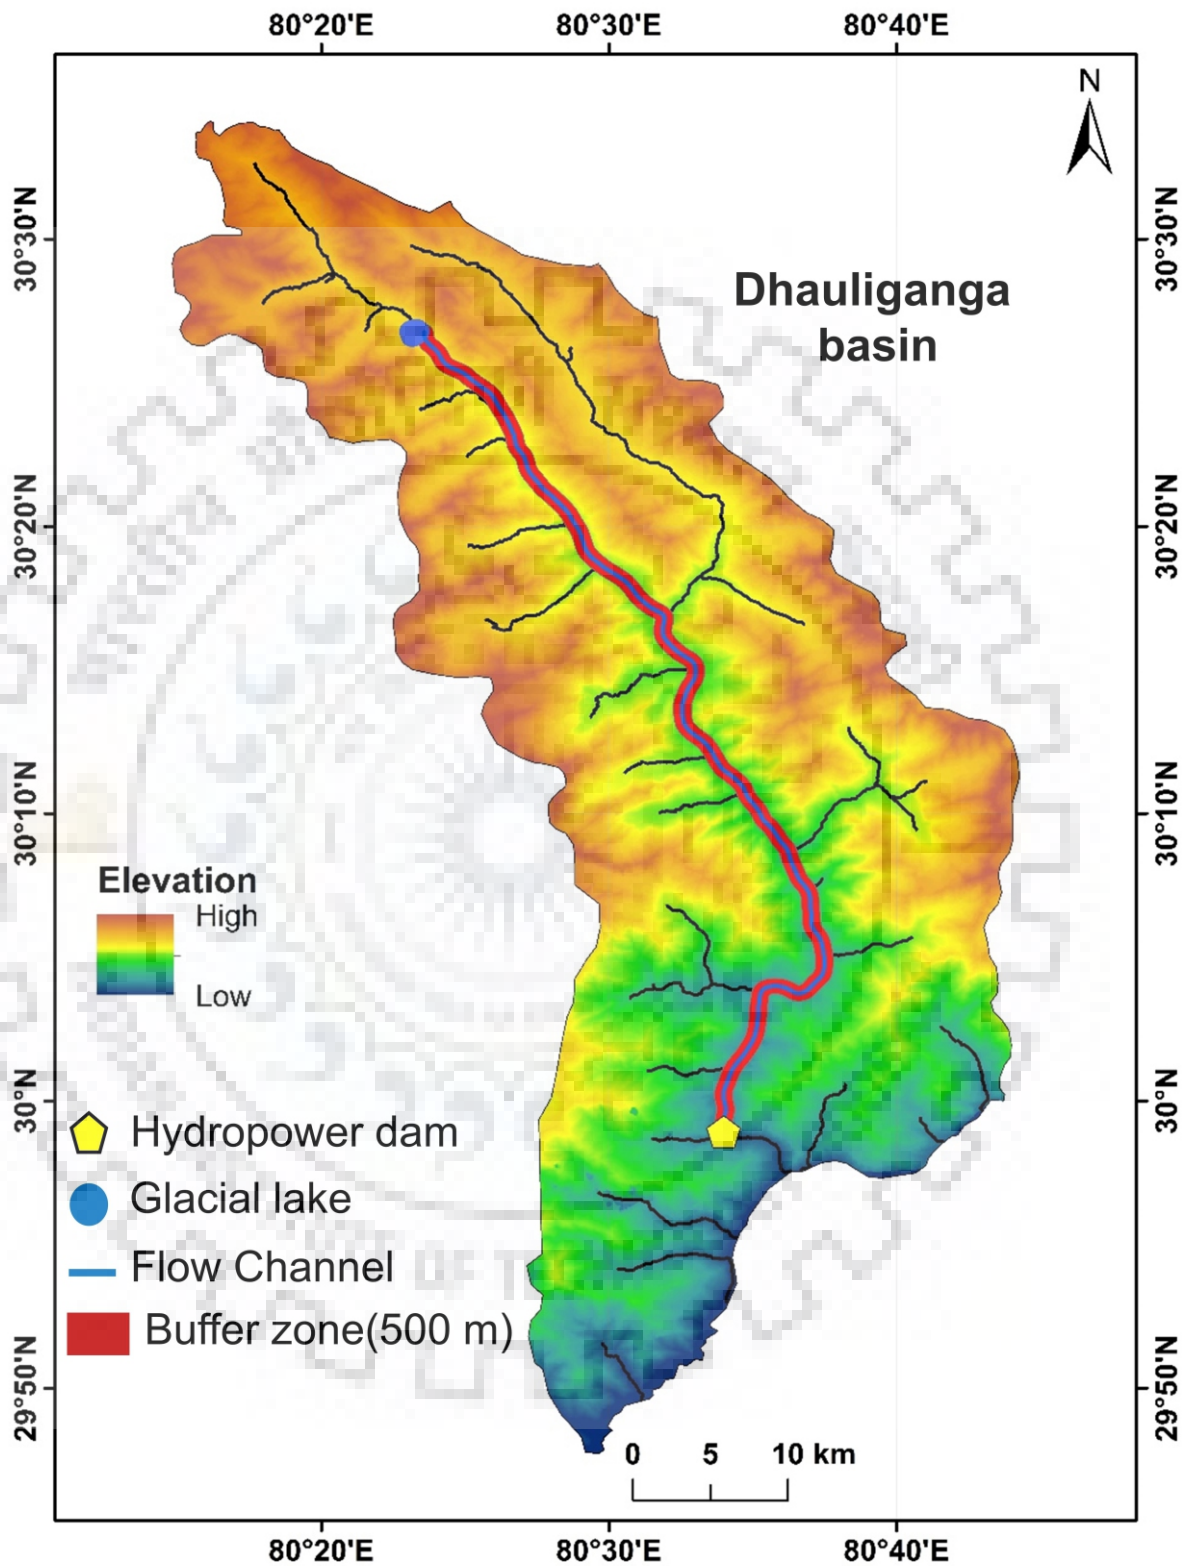 80°20'E 80°30'E 80°40'E
N
30°30'N 30°30'N
Dhauliganga
basin
30°20'N 30°20'N
30°10'N 30°10'N
Elevation
High
Low
30°N 30°N
Hydropower dam
Glacial lake
Flow Channel
Buffer zone(500 m)
29°50'N 29°50'N
0 5 10 km
80°20'E 80°30'E 80°40'E